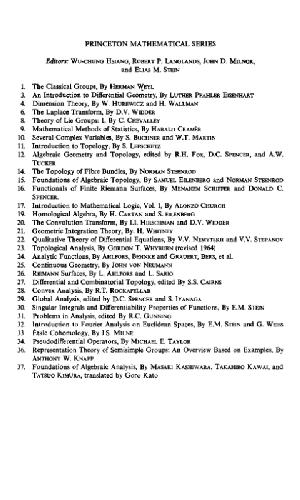 PRINCETON MATHEMATICAL SERIES
Editors: WU-CHUNG HSIANG, ROBERT P. LANGLANDS, JOHN D. MILNOR,
and ELIAS M. STEIN
1. The Classical Groups, By HERMAN WEYL
3. An Introduction to Differential Geometry, By LUTHER PFAHLER EISENHART
4. Dimension Theory, By W. HUREWICZ and H. WALLMAN
6. The Laplace Transform, By D.V. WIDDER
8. Theory of Lie Groups: I. By C. CHEVALLEY
9. Mathematical Methods of Statistics, By HARALD CRAMÉR
10. Several Complex Variables, By S. BOCHNER and W.T. MARTIN
11. Introduction to Topology, By S. LEFSCHETZ
12. Algebraic Geometry and Topology, edited by R.H. FOX, D.C. SPENCER, and A.W.
TUCKER
14. The Topology of Fibre Bundles, By NORMAN STEENROD
15. Foundations of Algebraic Topology, By SAMUEL EILENBERG and NORMAN STEENROD
16. Functionals of Finite Riemann Surfaces, By MENAHEM SCHIFFER and DONALD C.
SPENCER.
17. Introduction to Mathematical Logic, Vol. I, By ALONZO CHURCH
19. Homological Algebra, By H. CARTAN and S. EILENBERG
20. The Convolution Transform, By I.I. HIRSCHMAN and D.V. WIDDER
21. Geometric Integration Theory, By H. WHITNEY
22. Qualitative Theory of Differential Equations, By V.V. NEMYTSKII and V.V. STEPANOV
23. Topological Analysis, By GORDON T. WHYBURN (revised 1964)
24. Analytic Functions, By AHLFORS, BEHNKE and GRAUERT, BERS, et al.
25. Continuous Geometry, By JOHN VON NEUMANN
26. RIEMANN Surfaces, By L. AHLFORS and L. SARIO
27. Differential and Combinatorial Topology, edited By S.S. CAIRNS
28. Convex Analysis, By R.T. ROCKAFELLAR
29. Global Analysis, edited by D.C. SPENCER and S. IYANAGA
30. Singular Integrals and Differentiability Properties of Functions, By E.M. STEIN
31. Problems in Analysis, edited by R.C. GUNNING
32. Introduction to Fourier Analysis on Euclidean Spaces, By E.M. STEIN and G. WEISS
33. Étale Cohomology, By J.S. MILNE
34. Pseudodifferential Operators, By MICHAEL E. TAYLOR
36. Representation Theory of Semisimple Groups: An Overview Based on Examples, By
ANTHONY W. KNAPP
37. Foundations of Algebraic Analysis, By MASAKI KASHIWARA, TAKAHIRO KAWAI, and
TATSUO KIMURA, translated by Goro Kato